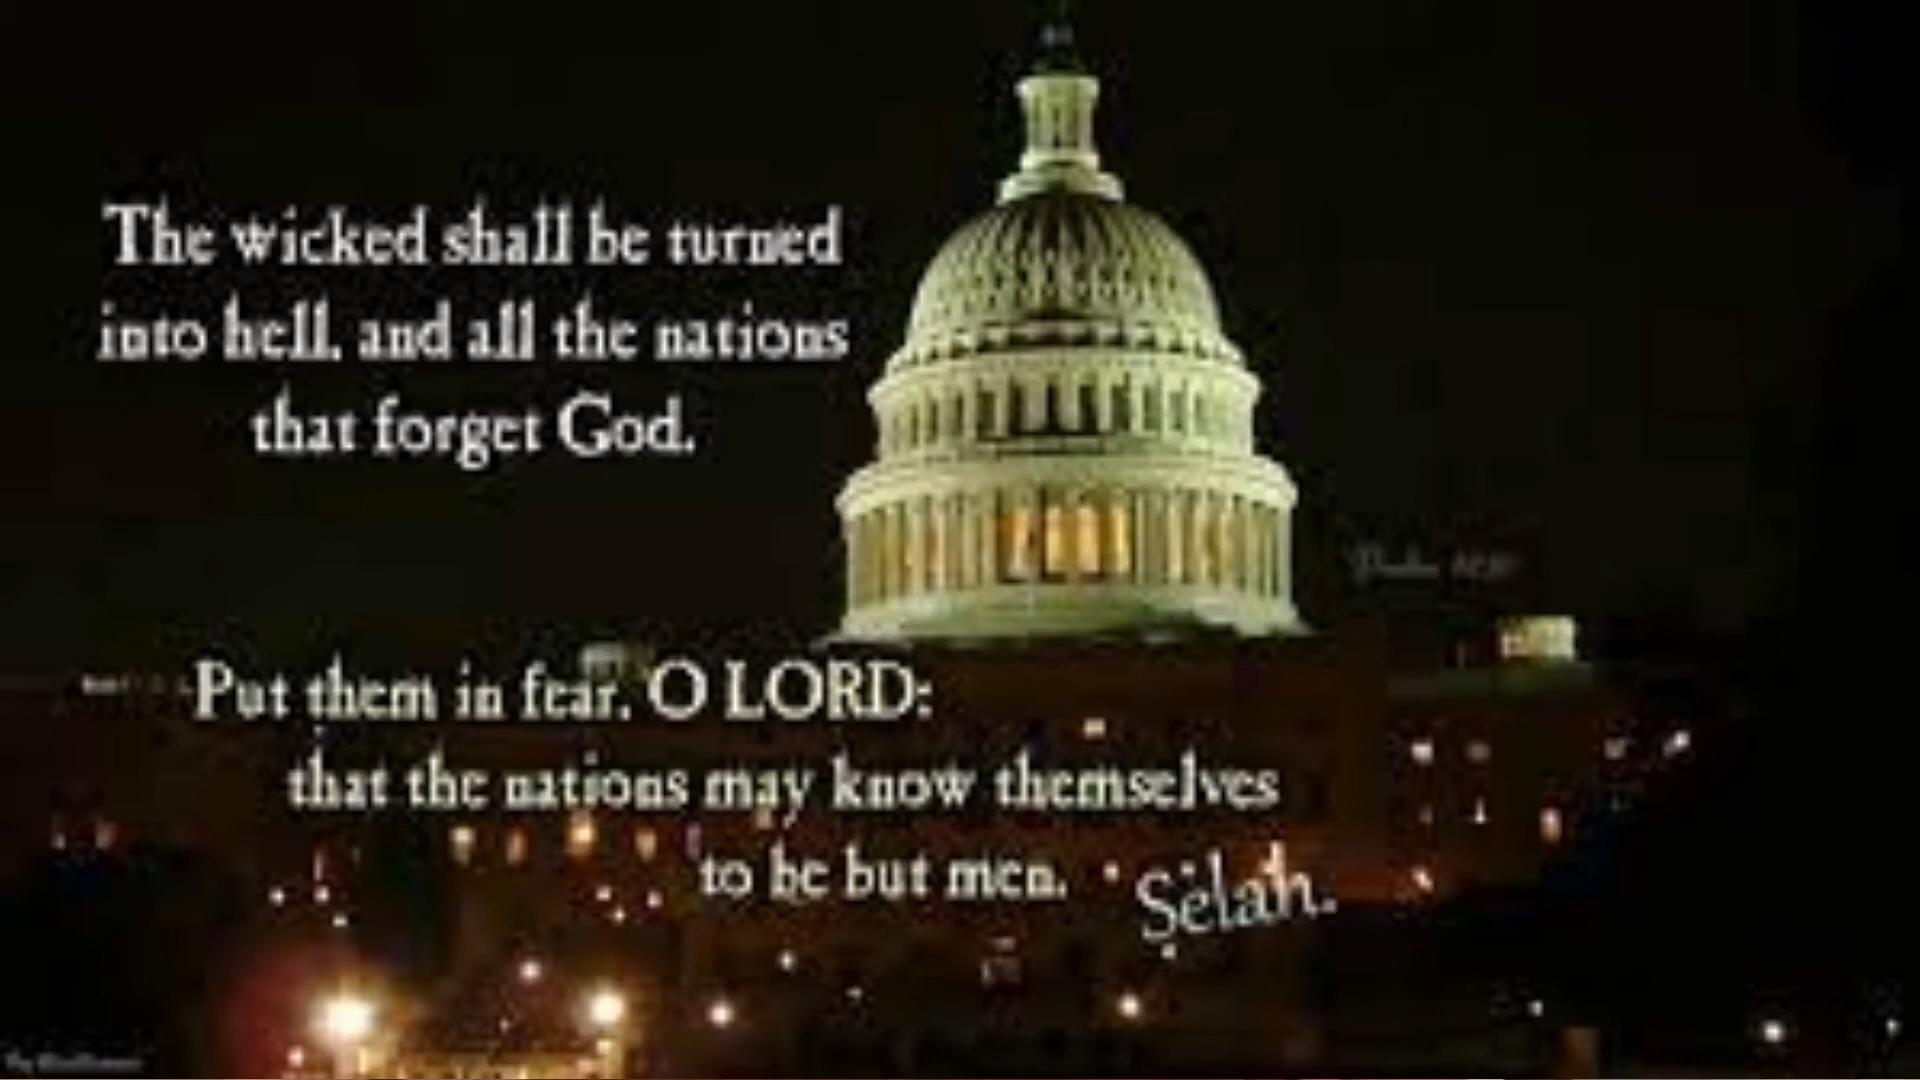 The wicked shall be turned
into hell, and all the nations
that forget God.
Put them in fear, O LORD:
that the nations may know themselves
to be but men. Selah.